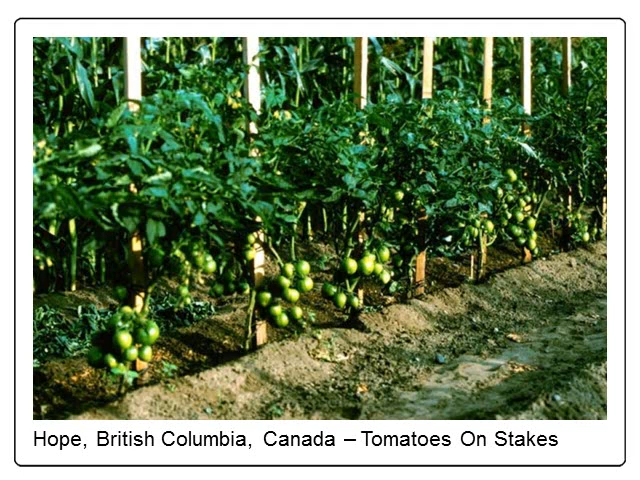 Hope, British Columbia, Canada – Tomatoes On Stakes